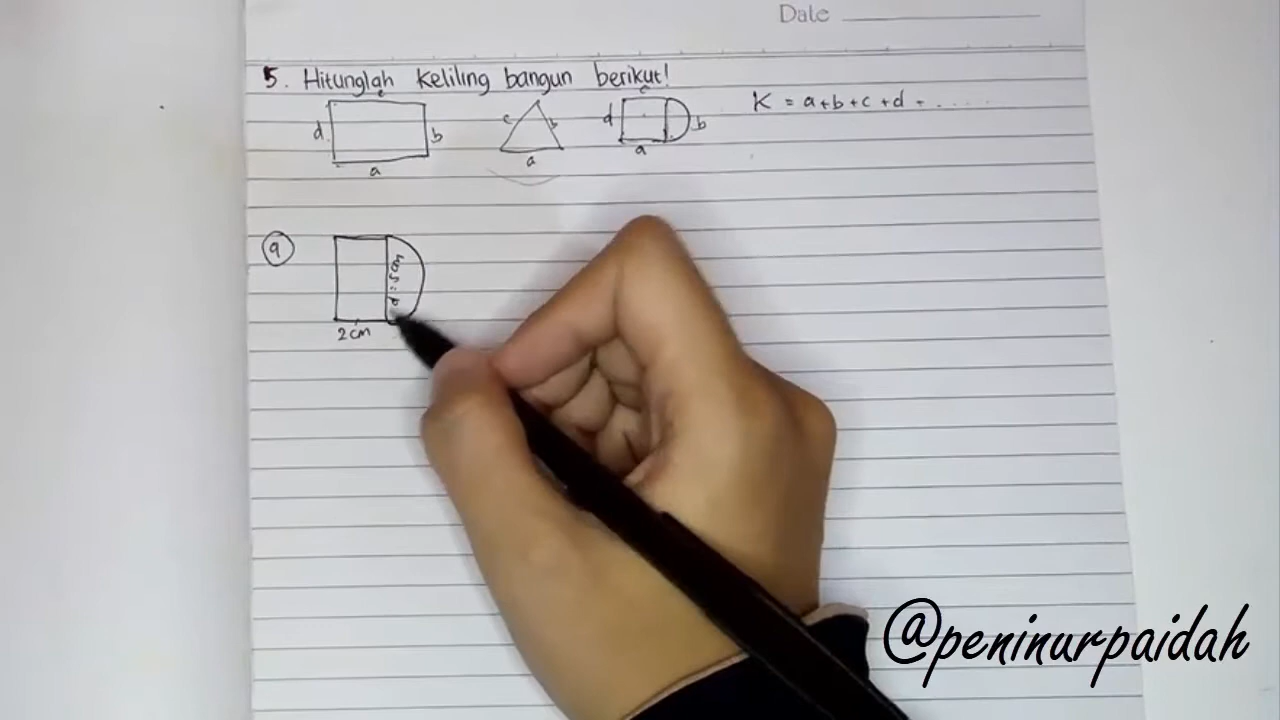 Date
5. Hitunglah keliling bangun berikut!
c
d
b
a
c
b
a
c
d
b
a
K = a+b+c+d + .....
a
2 cm
@peninurpaidah